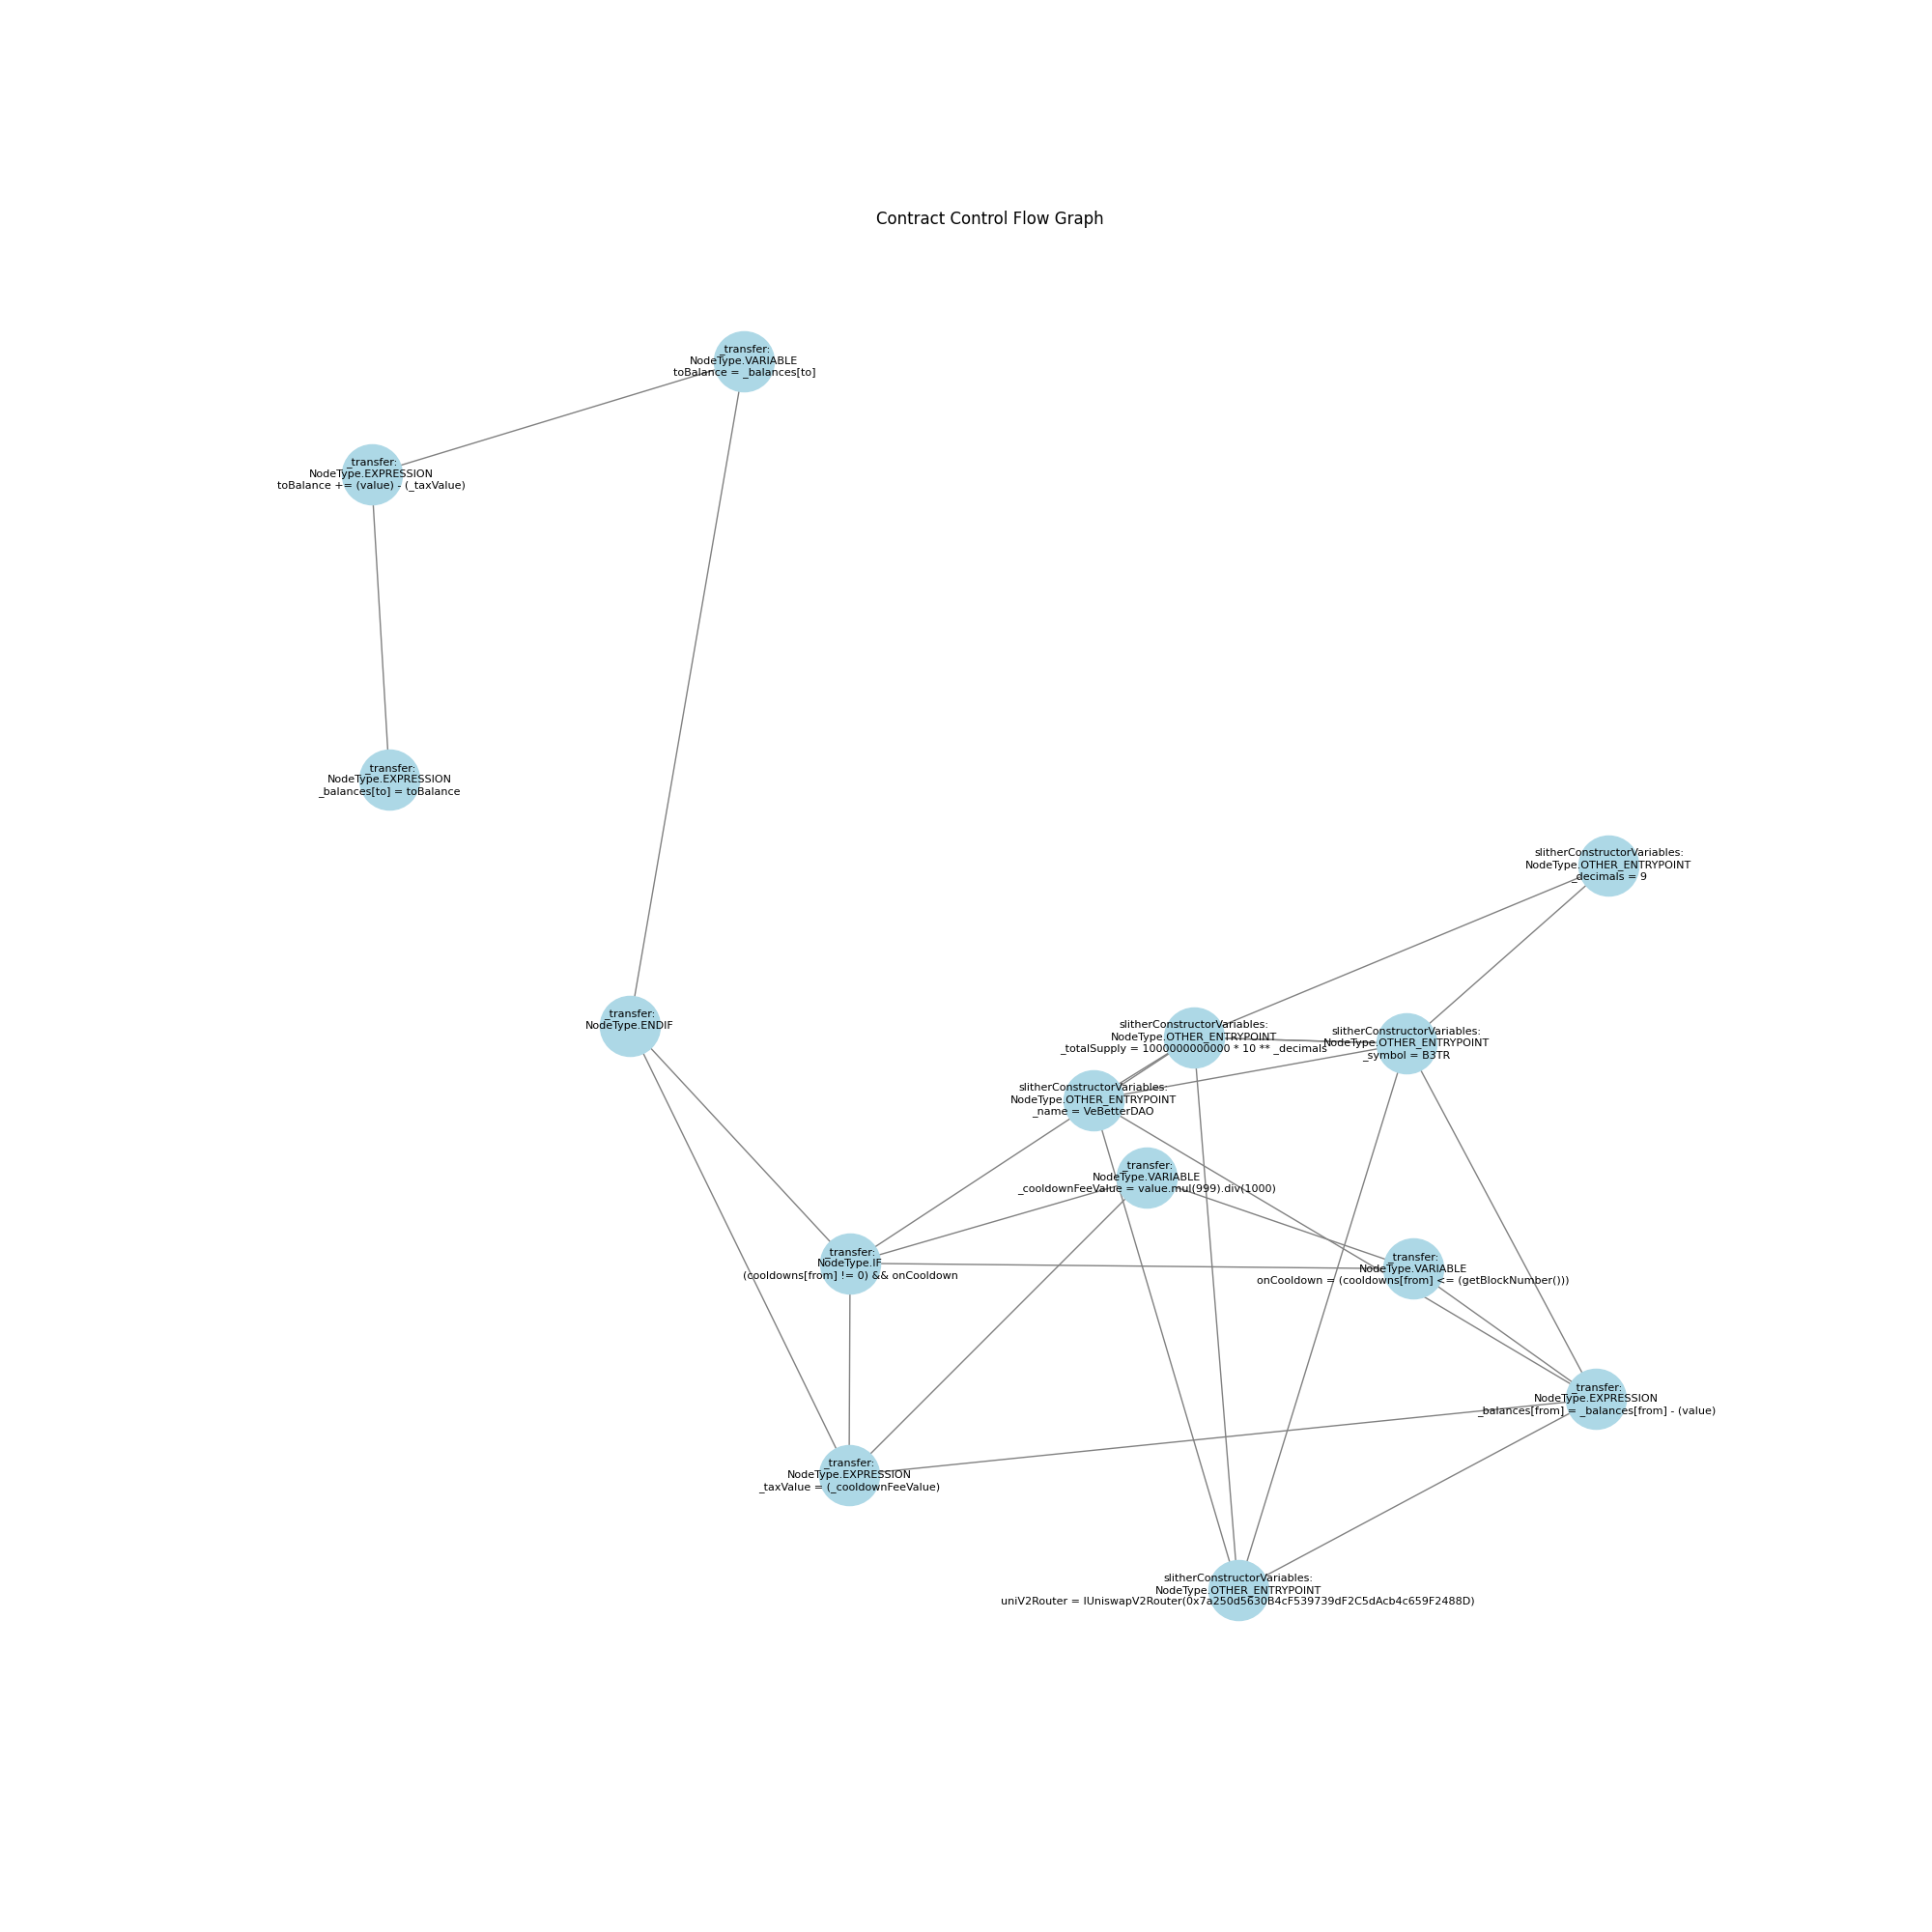 Contract Control Flow Graph
_transfer:
NodeType.VARIABLE
toBalance = _balances[to]
_transfer:
NodeType.EXPRESSION
toBalance += (value) - (_taxValue)
_transfer:
NodeType.EXPRESSION
_balances[to] = toBalance
slitherConstructorVariables:
NodeType.OTHER_ENTRYPOINT
_decimals = 9
_transfer:
NodeType.ENDIF
slitherConstructorVariables:
NodeType.OTHER_ENTRYPOINT
_totalSupply = 1000000000000 * 10 ** _decimals
slitherConstructorVariables:
NodeType.OTHER_ENTRYPOINT
_symbol = B3TR
slitherConstructorVariables:
NodeType.OTHER_ENTRYPOINT
_name = VeBetterDAO
_transfer:
NodeType.VARIABLE
_cooldownFeeValue = value.mul(999).div(1000)
_transfer:
NodeType.IF
(cooldowns[from] != 0) && onCooldown
_transfer:
NodeType.VARIABLE
onCooldown = (cooldowns[from] <= (getBlockNumber()))
_transfer:
NodeType.EXPRESSION
_balances[from] = _balances[from] - (value)
_transfer:
NodeType.EXPRESSION
_taxValue = (_cooldownFeeValue)
slitherConstructorVariables:
NodeType.OTHER_ENTRYPOINT
uniV2Router = IUniswapV2Router(0x7a250d5630B4cF539739dF2C5dAcb4c659F2488D)